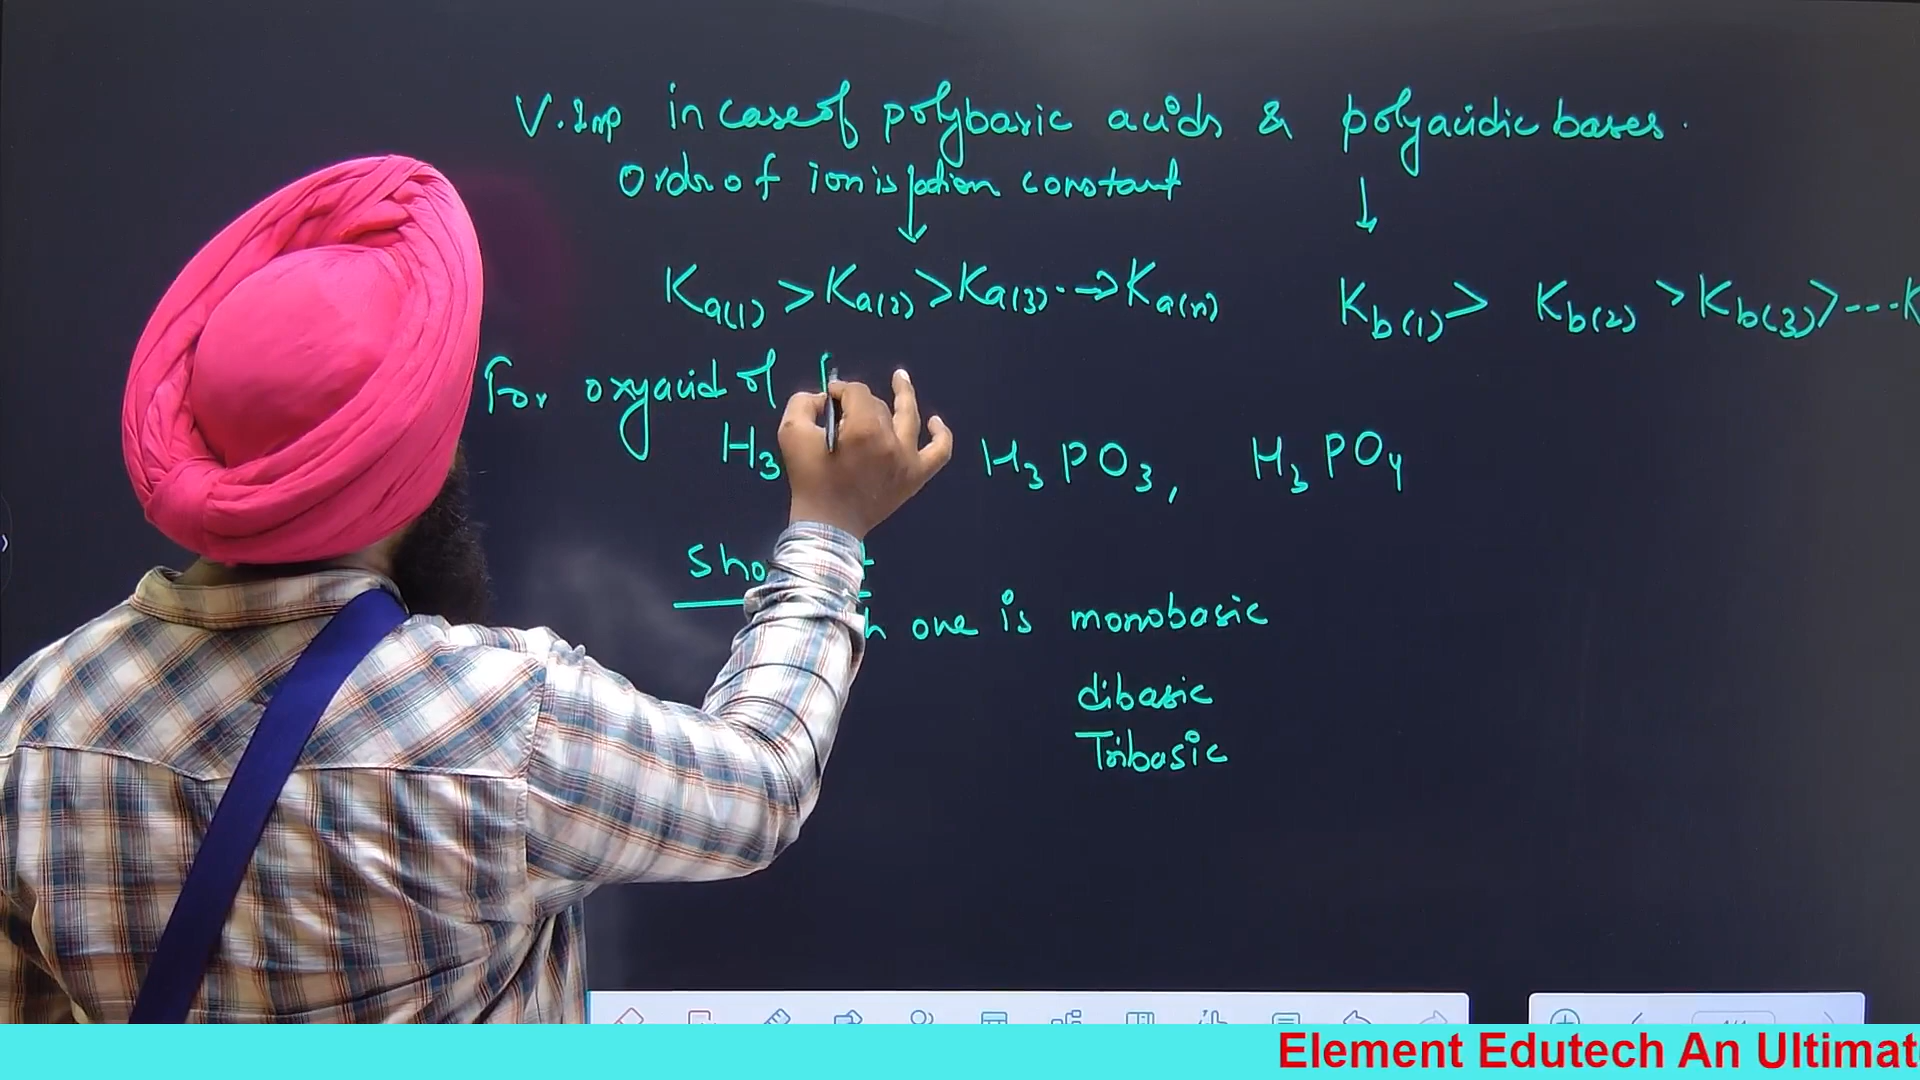 V. Imp in case of polybasic acids & polyacidic bases.
Order of ionisation constant
Ka(1) > Ka(2) > Ka(3) ---> Ka(n)
Kb(1) > Kb(2) > Kb(3) > ---- K
For oxyacid of
H3 H3PO3, H3PO4
one is monobasic
dibasic
Tribasic
Element Edutech An Ultimat